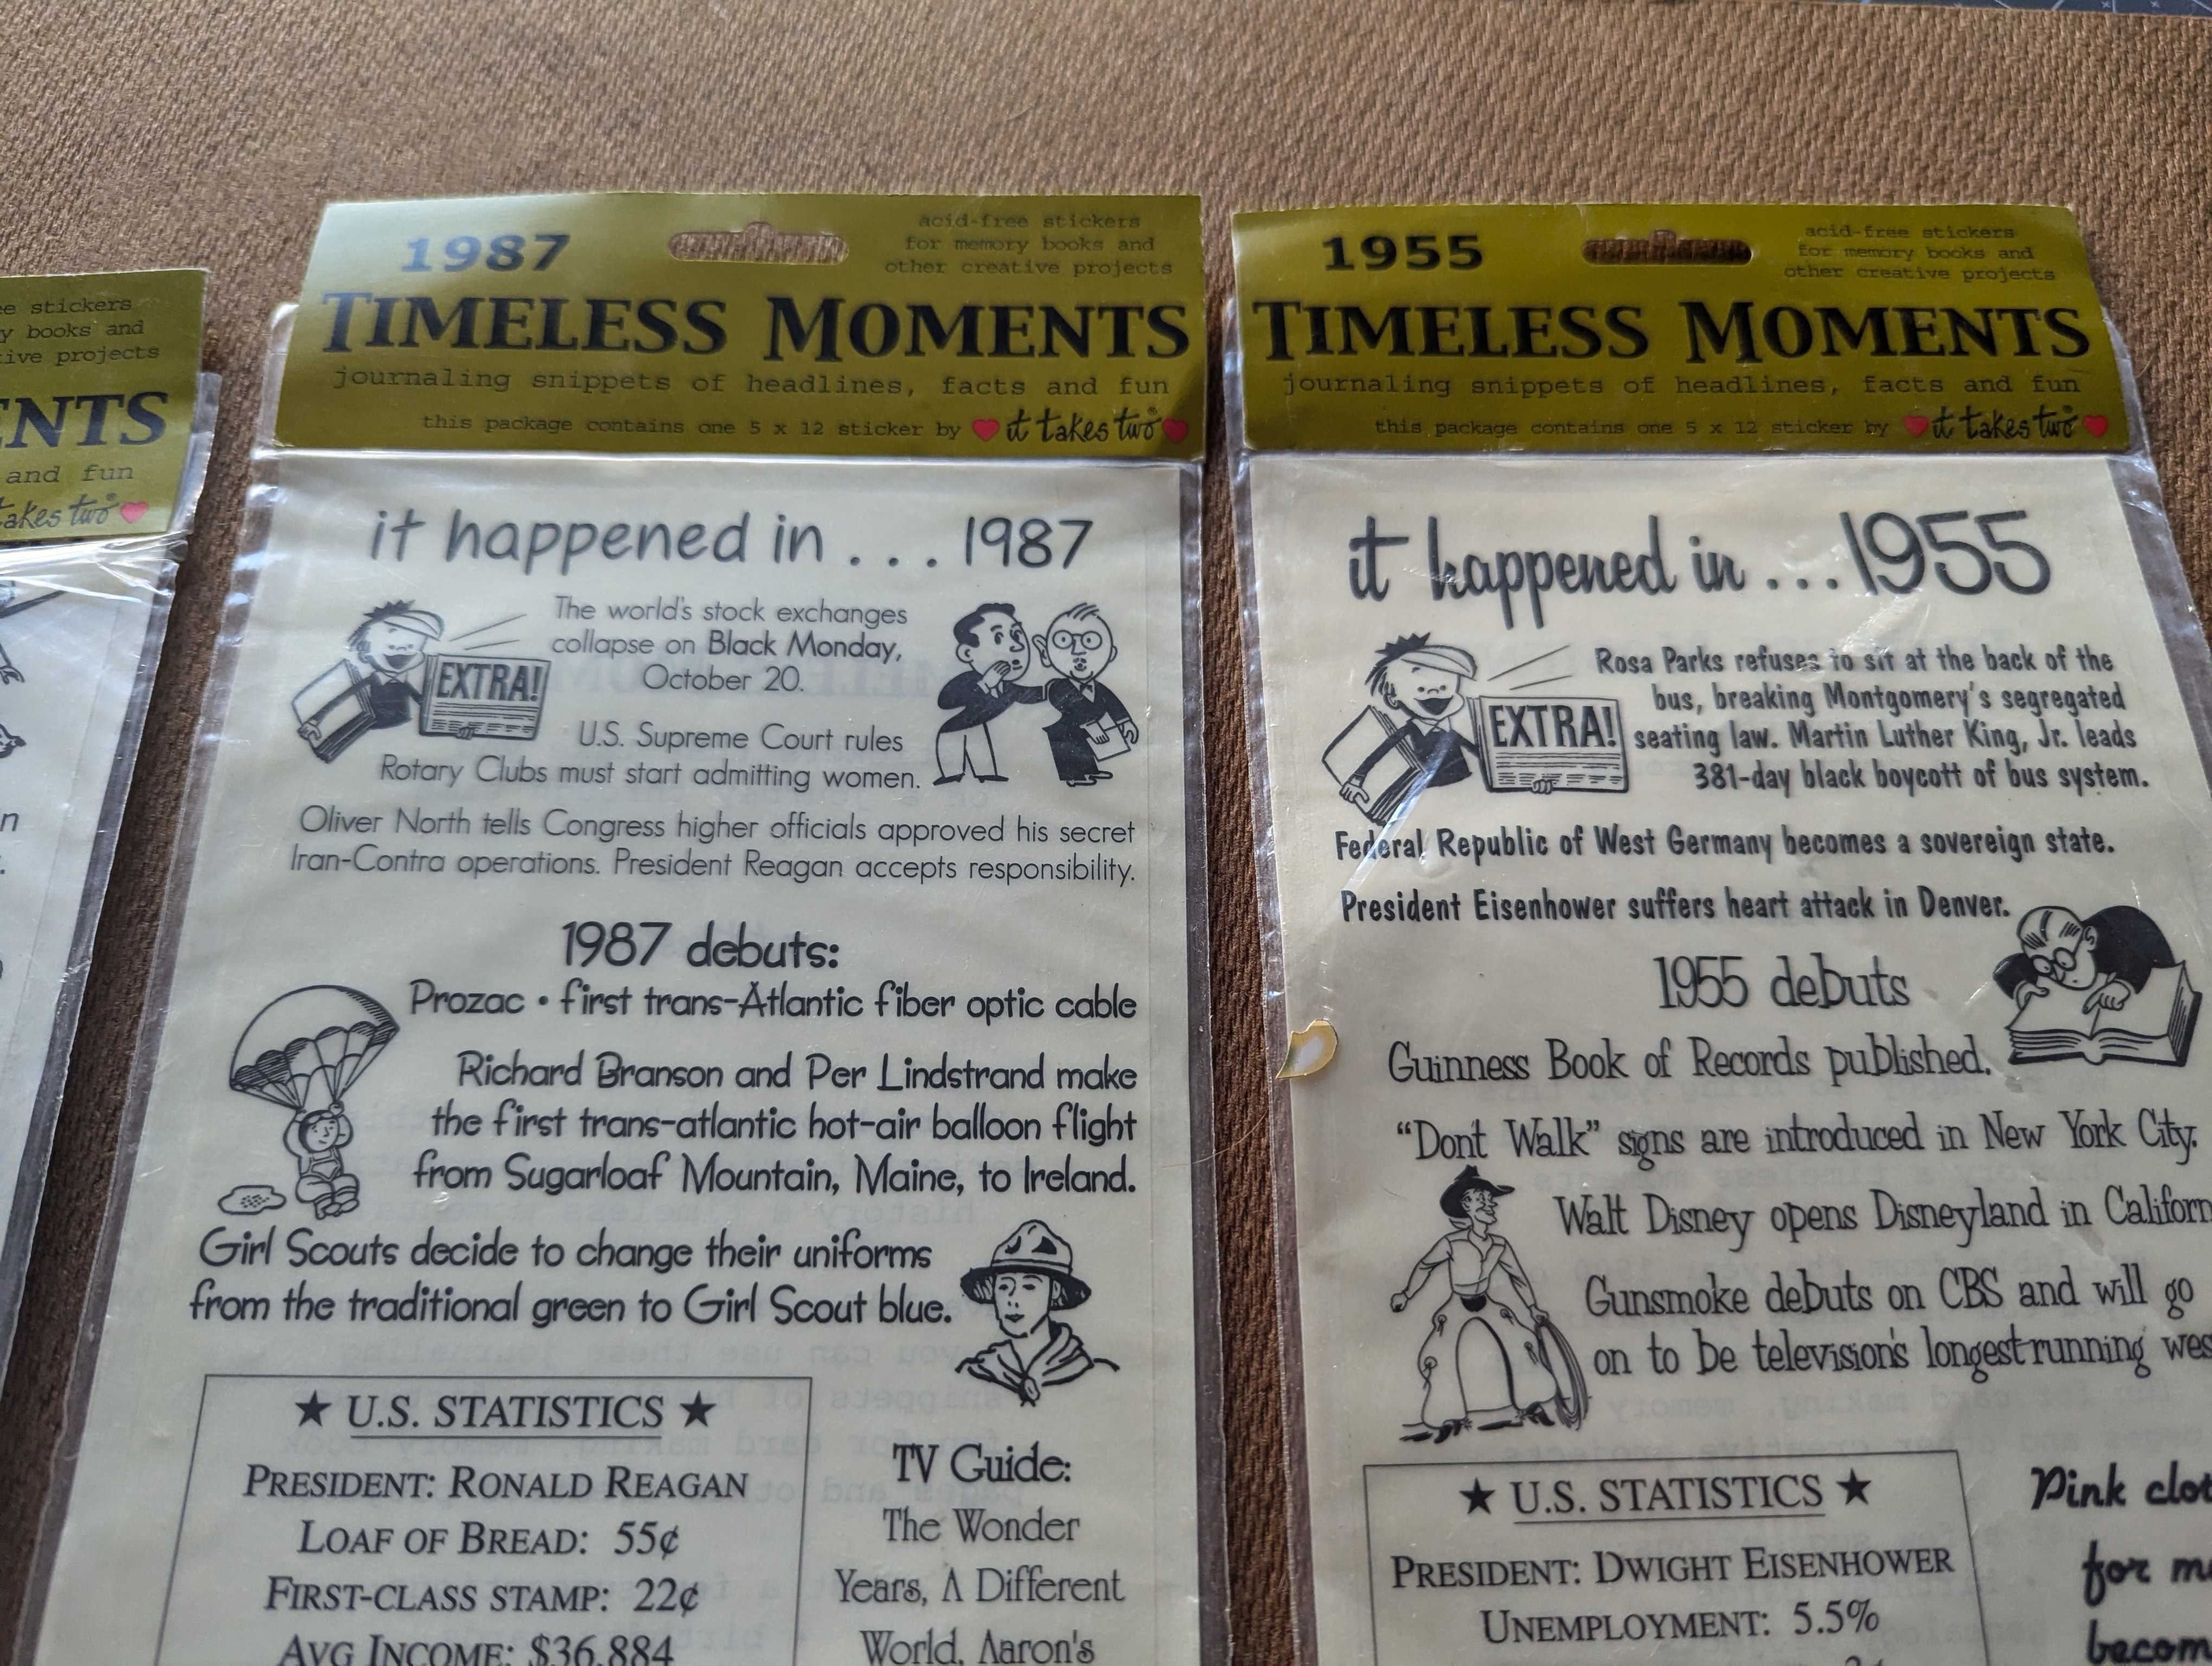 stickers
books and
projects
and fun
takes two
1987
acid-free stickers
for memory books and
other creative projects
TIMELESS MOMENTS
journaling snippets of headlines, facts and fun
this package contains one 5 x 12 sticker by it takes two®
it happened in . . . 1987
The world's stock exchanges
collapse on Black Monday,
October 20.
EXTRA!
U.S. Supreme Court rules
Rotary Clubs must start admitting women.
Oliver North tells Congress higher officials approved his secret
Iran-Contra operations. President Reagan accepts responsibility.
1987 debuts:
Prozac • first trans-Atlantic fiber optic cable
Richard Branson and Per Lindstrand make
the first trans-atlantic hot-air balloon flight
from Sugarloaf Mountain, Maine, to Ireland.
Girl Scouts decide to change their uniforms
from the traditional green to Girl Scout blue.
★ U.S. STATISTICS ★
PRESIDENT: RONALD REAGAN
LOAF OF BREAD: 55¢
FIRST-CLASS STAMP: 22¢
AVG INCOME: $36,884
TV Guide:
The Wonder
Years, A Different
World, Aaron's
1955
acid-free stickers
for memory books and
other creative projects
TIMELESS MOMENTS
journaling snippets of headlines, facts and fun
this package contains one 5 x 12 sticker by it takes two®
it happened in ...1955
Rosa Parks refuses to sit at the back of the
bus, breaking Montgomery's segregated
EXTRA!
seating law. Martin Luther King, Jr. leads
381-day black boycott of bus system.
Federal Republic of West Germany becomes a sovereign state.
President Eisenhower suffers heart attack in Denver.
1955 debuts
Guinness Book of Records published.
“Don't Walk” signs are introduced in New York City.
Walt Disney opens Disneyland in Californ
Gunsmoke debuts on CBS and will go
on to be television's longest-running wes
★ U.S. STATISTICS ★
PRESIDENT: DWIGHT EISENHOWER
UNEMPLOYMENT: 5.5%
Pink clot
for m
becom